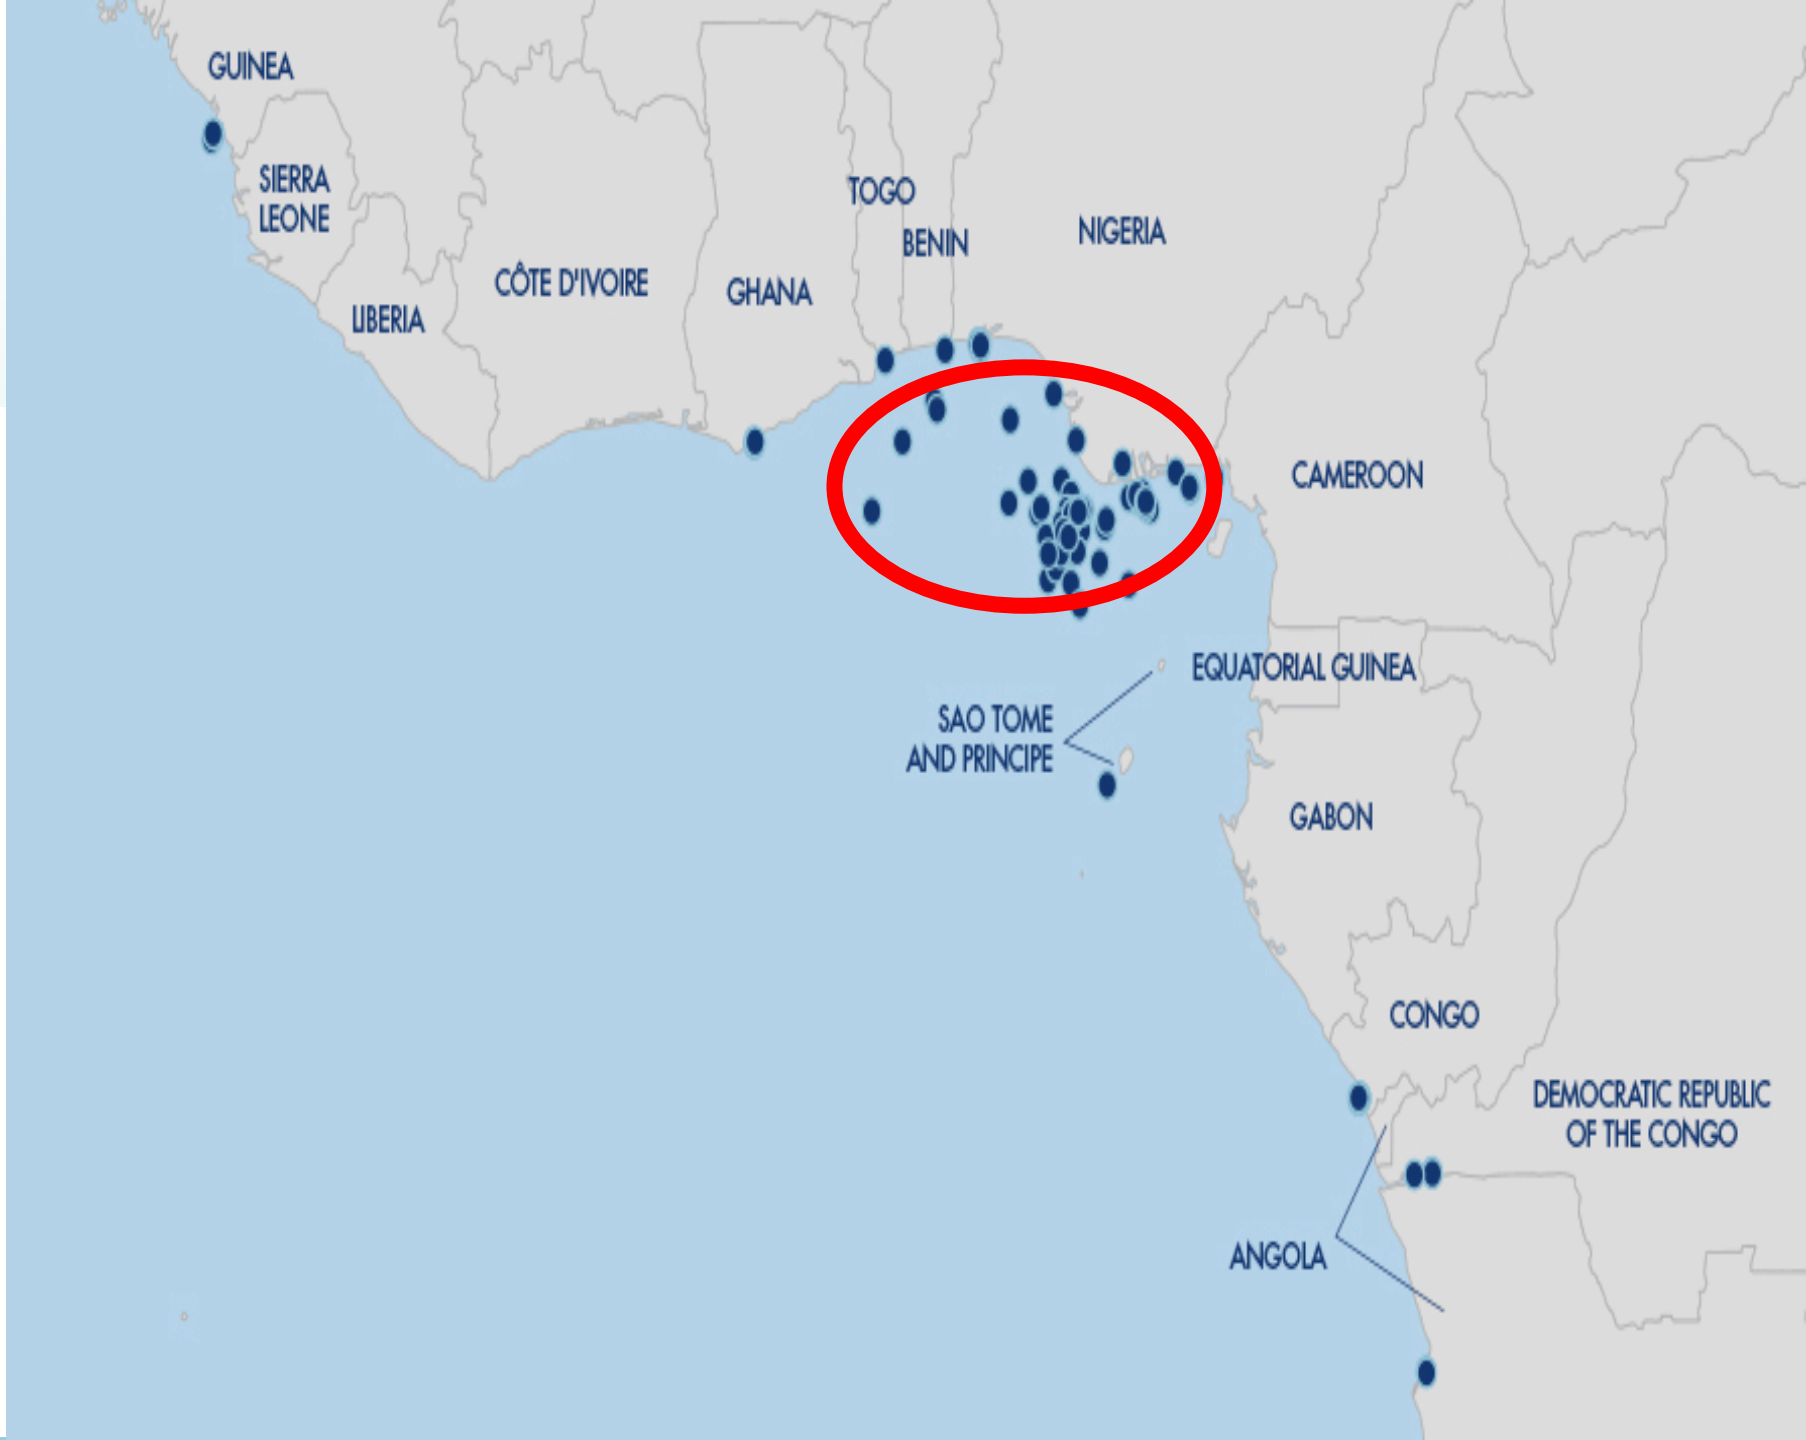 GUINEA
SIERRA
LEONE
LIBERIA
CÔTE D'IVOIRE
GHANA
TOGO
BENIN
NIGERIA
CAMEROON
EQUATORIAL GUINEA
SAO TOME
AND PRINCIPE
GABON
CONGO
DEMOCRATIC REPUBLIC
OF THE CONGO
ANGOLA